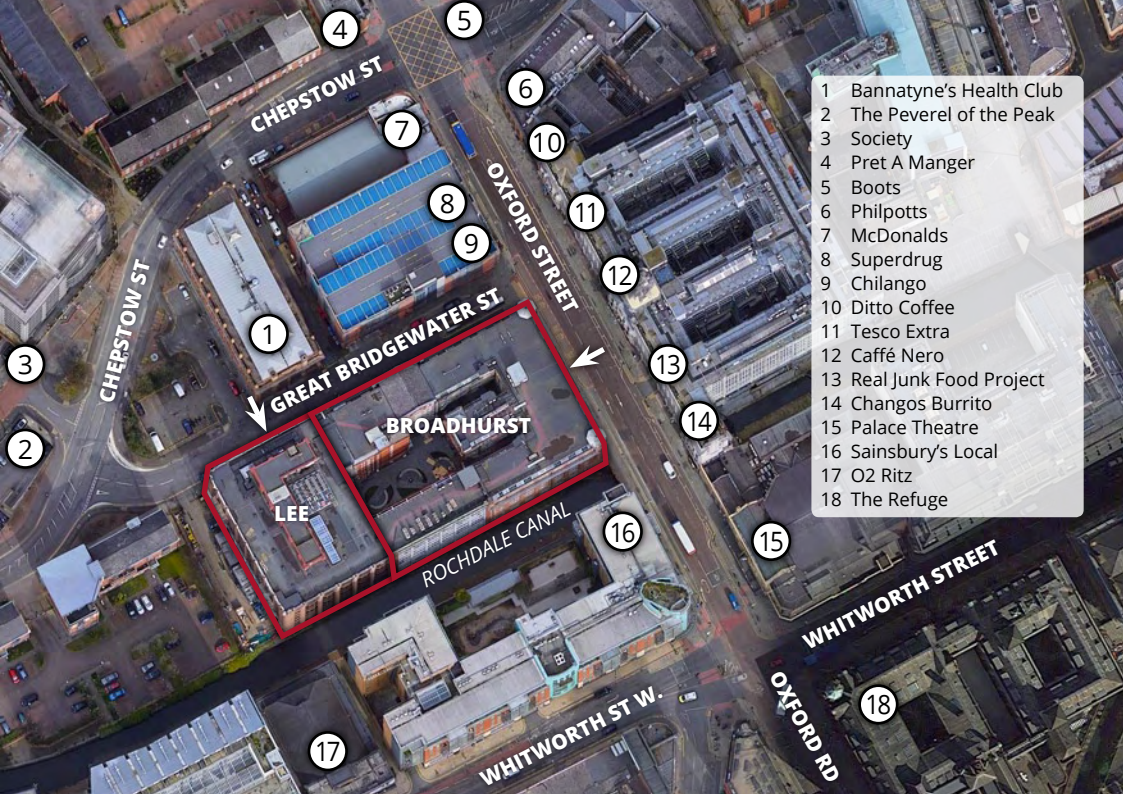 4
5
CHEPSTOW ST
6
7
10
OXFORD STREET
8
11
9
12
CHEPSTOW ST
1
GREAT BRIDGEWATER ST.
3
13
BROADHURST
14
2
LEE
ROCHDALE CANAL
16
15
WHITWORTH STREET
OXFORD RD
18
WHITWORTH ST W.
17
1 Bannatyne’s Health Club
2 The Peverel of the Peak
3 Society
4 Pret A Manger
5 Boots
6 Philpotts
7 McDonalds
8 Superdrug
9 Chilango
10 Ditto Coffee
11 Tesco Extra
12 Caffé Nero
13 Real Junk Food Project
14 Changos Burrito
15 Palace Theatre
16 Sainsbury’s Local
17 O2 Ritz
18 The Refuge